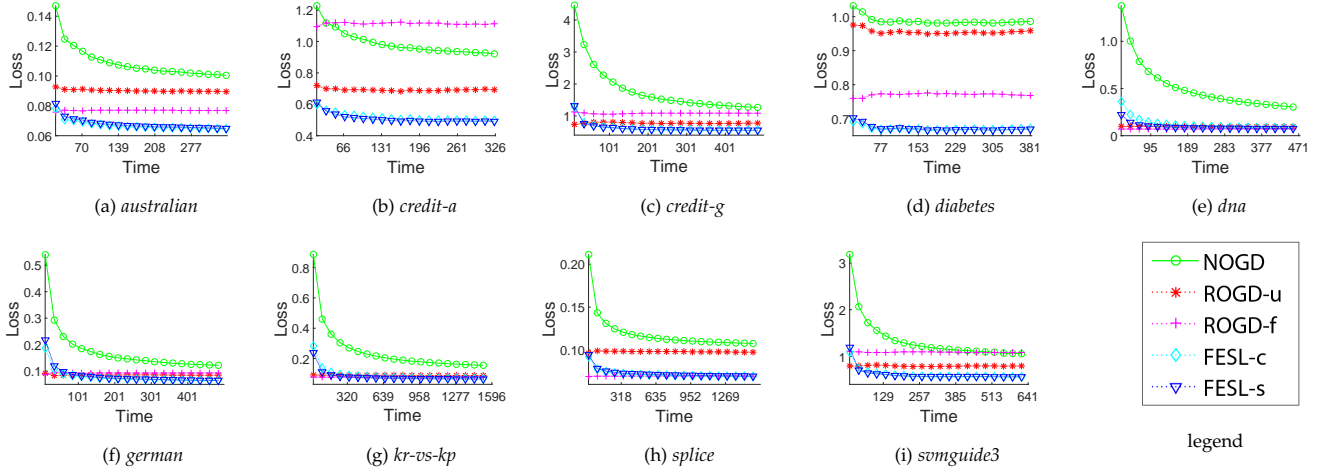 0.14
0.12
0.10
0.08
0.06
Loss
70 139 208 277
Time
(a) australian
1.2
1.0
0.8
0.6
0.4
Loss
66 131 196 261 326
Time
(b) credit-a
4
3
2
1
Loss
101 201 301 401
Time
(c) credit-g
1.0
0.9
0.8
0.7
Loss
77 153 229 305 381
Time
(d) diabetes
1.0
0.5
0
Loss
95 189 283 377 471
Time
(e) dna
0.5
0.4
0.3
0.2
0.1
Loss
101 201 301 401
Time
(f) german
0.8
0.6
0.4
0.2
Loss
320 639 958 1277 1596
Time
(g) kr-vs-kp
0.20
0.15
0.10
Loss
318 635 952 1269
Time
(h) splice
3
2
1
Loss
129 257 385 513 641
Time
(i) svmguide3
NOGD
ROGD-u
ROGD-f
FESL-c
FESL-s
legend